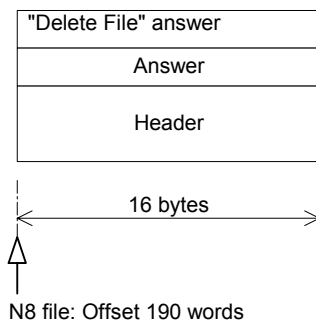 "Delete File" answer
Answer
Header
16 bytes
N8 file: Offset 190 words